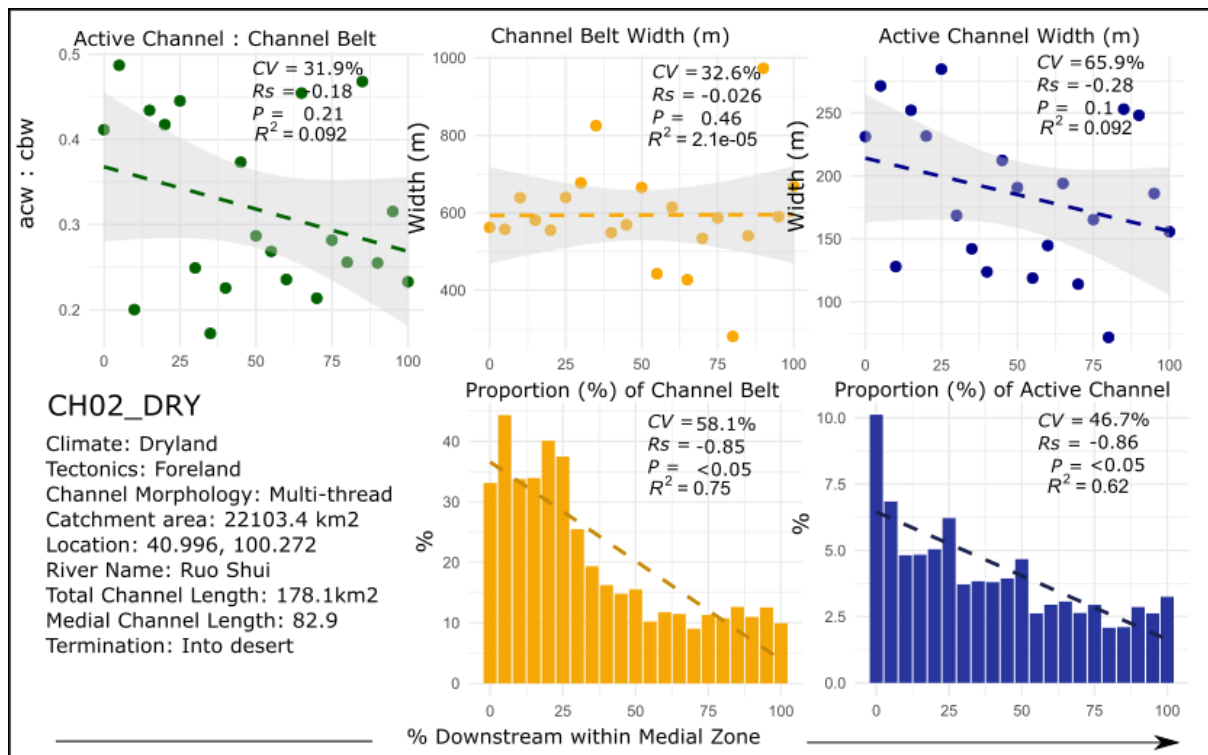 Active Channel : Channel Belt
CV = 31.9%
Rs = -0.18
P = 0.21
R² = 0.092
acw : cbw
0.5
0.4
0.3
0.2
0 25 50 75 100
Channel Belt Width (m)
CV = 32.6%
Rs = -0.026
P = 0.46
R² = 2.1e-05
Width (m)
1000
800
600
400
0 25 50 75 100
Active Channel Width (m)
CV = 65.9%
Rs = -0.28
P = 0.1
R² = 0.092
Width (m)
250
200
150
100
0 25 50 75 100
CH02_DRY
Climate: Dryland
Tectonics: Foreland
Channel Morphology: Multi-thread
Catchment area: 22103.4 km2
Location: 40.996, 100.272
River Name: Ruo Shui
Total Channel Length: 178.1km2
Medial Channel Length: 82.9
Termination: Into desert
Proportion (%) of Channel Belt
CV = 58.1%
Rs = -0.85
P = <0.05
R² = 0.75
%
40
30
20
10
0
0 25 50 75 100
Proportion (%) of Active Channel
CV = 46.7%
Rs = -0.86
P = <0.05
R² = 0.62
%
10.0
7.5
5.0
2.5
0.0
0 25 50 75 100
% Downstream within Medial Zone